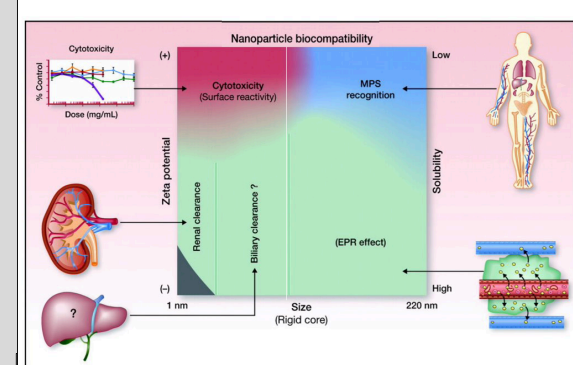 Nanoparticle biocompatibility
Cytotoxicity
% Control
Dose (mg/mL)
(+)
Low
Cytotoxicity
(Surface reactivity)
MPS
recognition
Zeta potential
Solubility
Renal clearance
Biliary clearance ?
(EPR effect)
(–)
High
1 nm
Size
(Rigid core)
220 nm
?